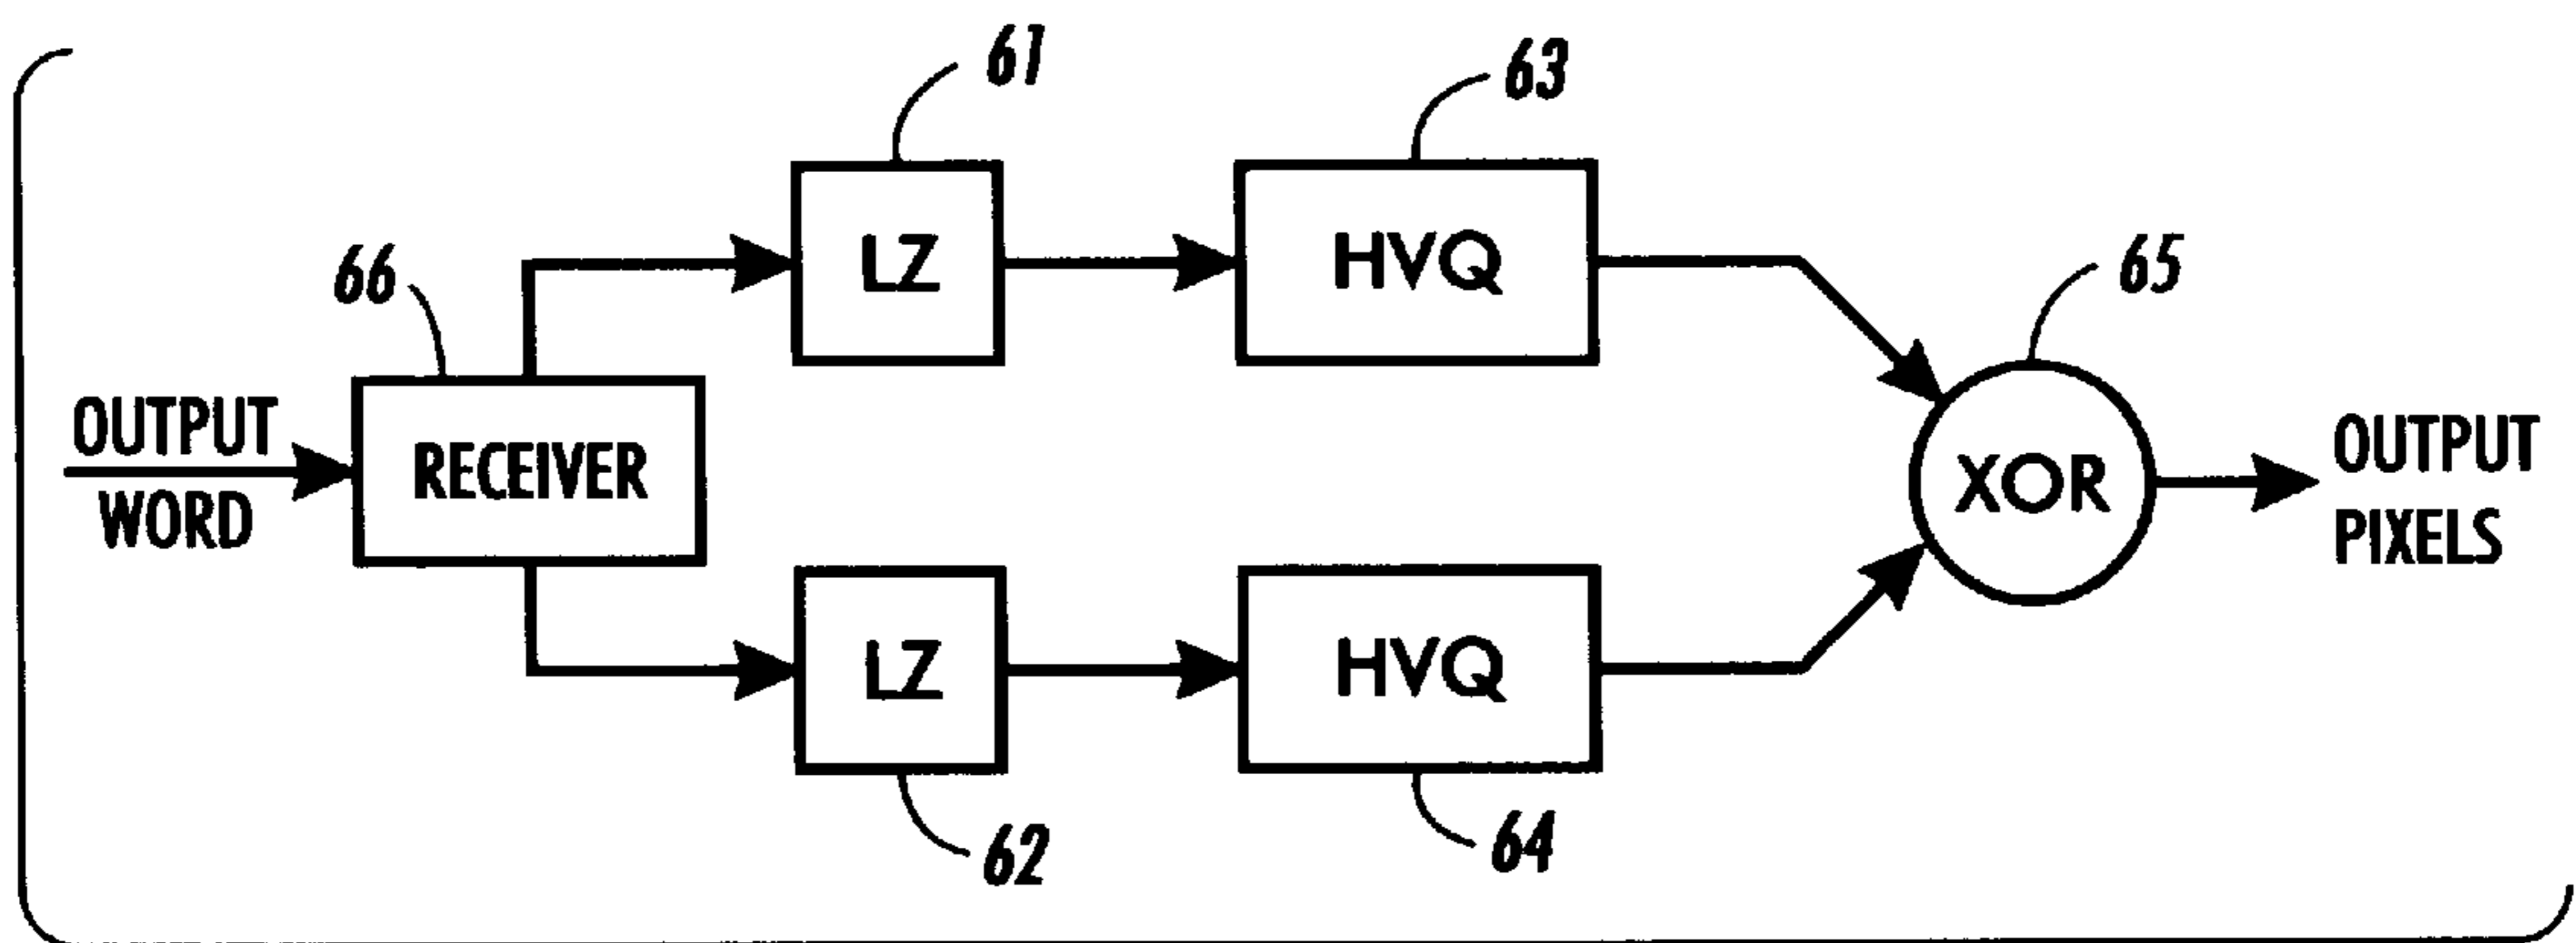 61
63
LZ
HVQ
65
66
OUTPUT
WORD
RECEIVER
XOR
OUTPUT
PIXELS
LZ
HVQ
62
64